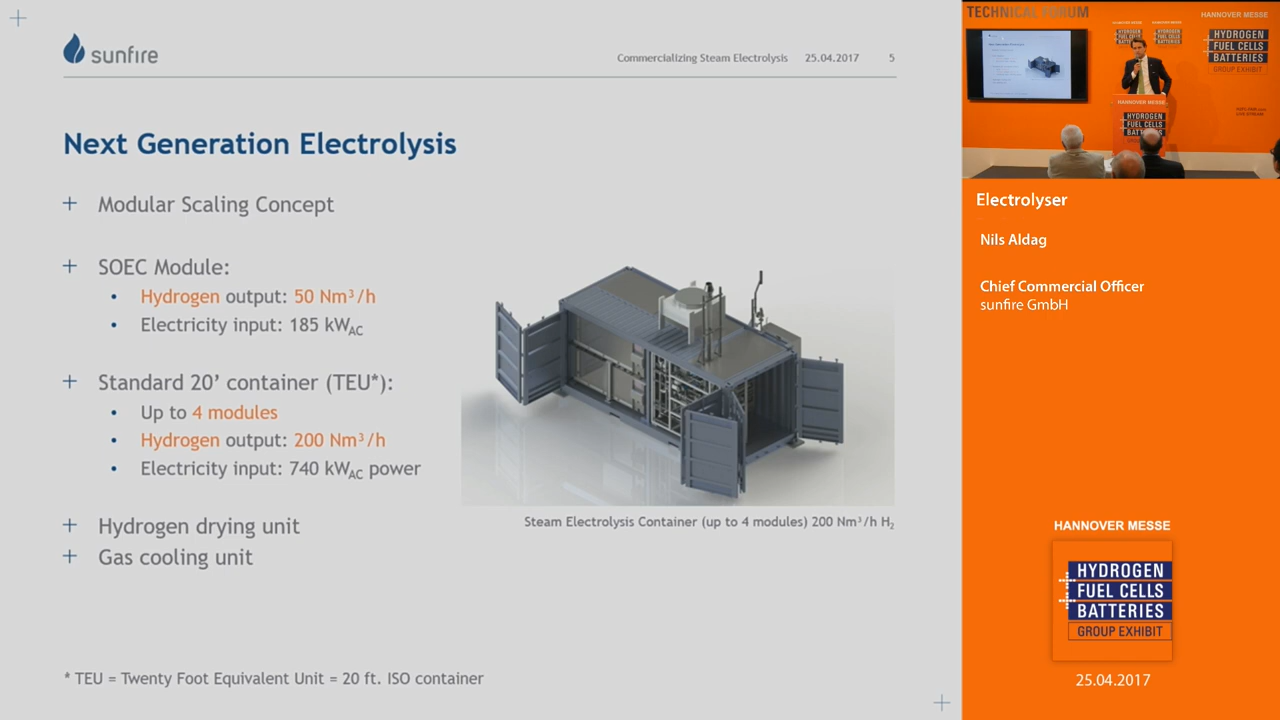 sunfire
Commercializing Steam Electrolysis 25.04.2017 5
Next Generation Electrolysis
+ Modular Scaling Concept
+ SOEC Module:
• Hydrogen output: 50 Nm³/h
• Electricity input: 185 kW_AC
+ Standard 20’ container (TEU*):
• Up to 4 modules
• Hydrogen output: 200 Nm³/h
• Electricity input: 740 kW_AC power
+ Hydrogen drying unit
+ Gas cooling unit
Steam Electrolysis Container (up to 4 modules) 200 Nm³/h H₂
* TEU = Twenty Foot Equivalent Unit = 20 ft. ISO container
TECHNICAL FORUM
HANNOVER MESSE
HYDROGEN
FUEL CELLS
BATTERIES
GROUP EXHIBIT
HANNOVER MESSE
HYDROGEN
FUEL CELLS
Electrolyser
Nils Aldag
Chief Commercial Officer
sunfire GmbH
HANNOVER MESSE
HYDROGEN
FUEL CELLS
BATTERIES
GROUP EXHIBIT
25.04.2017